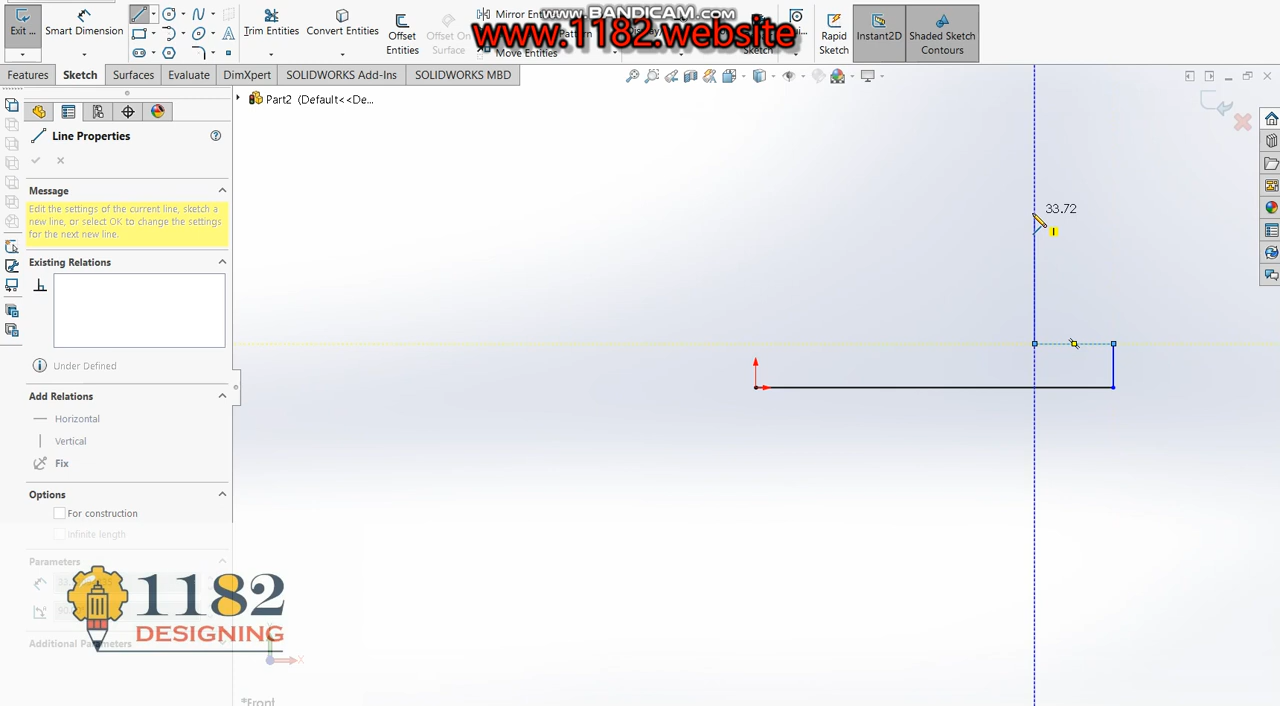 www.BANDICAM.com
www.1182.website
Exit ...
Smart Dimension
Trim Entities
Convert Entities
Offset Entities
Offset On Surface
Mirror Enti
Pattern
Move Entities
Rapid Sketch
Instant2D
Shaded Sketch Contours
Features
Sketch
Surfaces
Evaluate
DimXpert
SOLIDWORKS Add-Ins
SOLIDWORKS MBD
Part2 (Default<<De...
Line Properties
Message
Edit the settings of the current line, sketch a
new line, or select OK to change the settings
for the next new line.
Existing Relations
Under Defined
Add Relations
Horizontal
Vertical
Fix
Options
For construction
Infinite length
Parameters
Additional Parameters
1182
DESIGNING
33.72
X
*Front